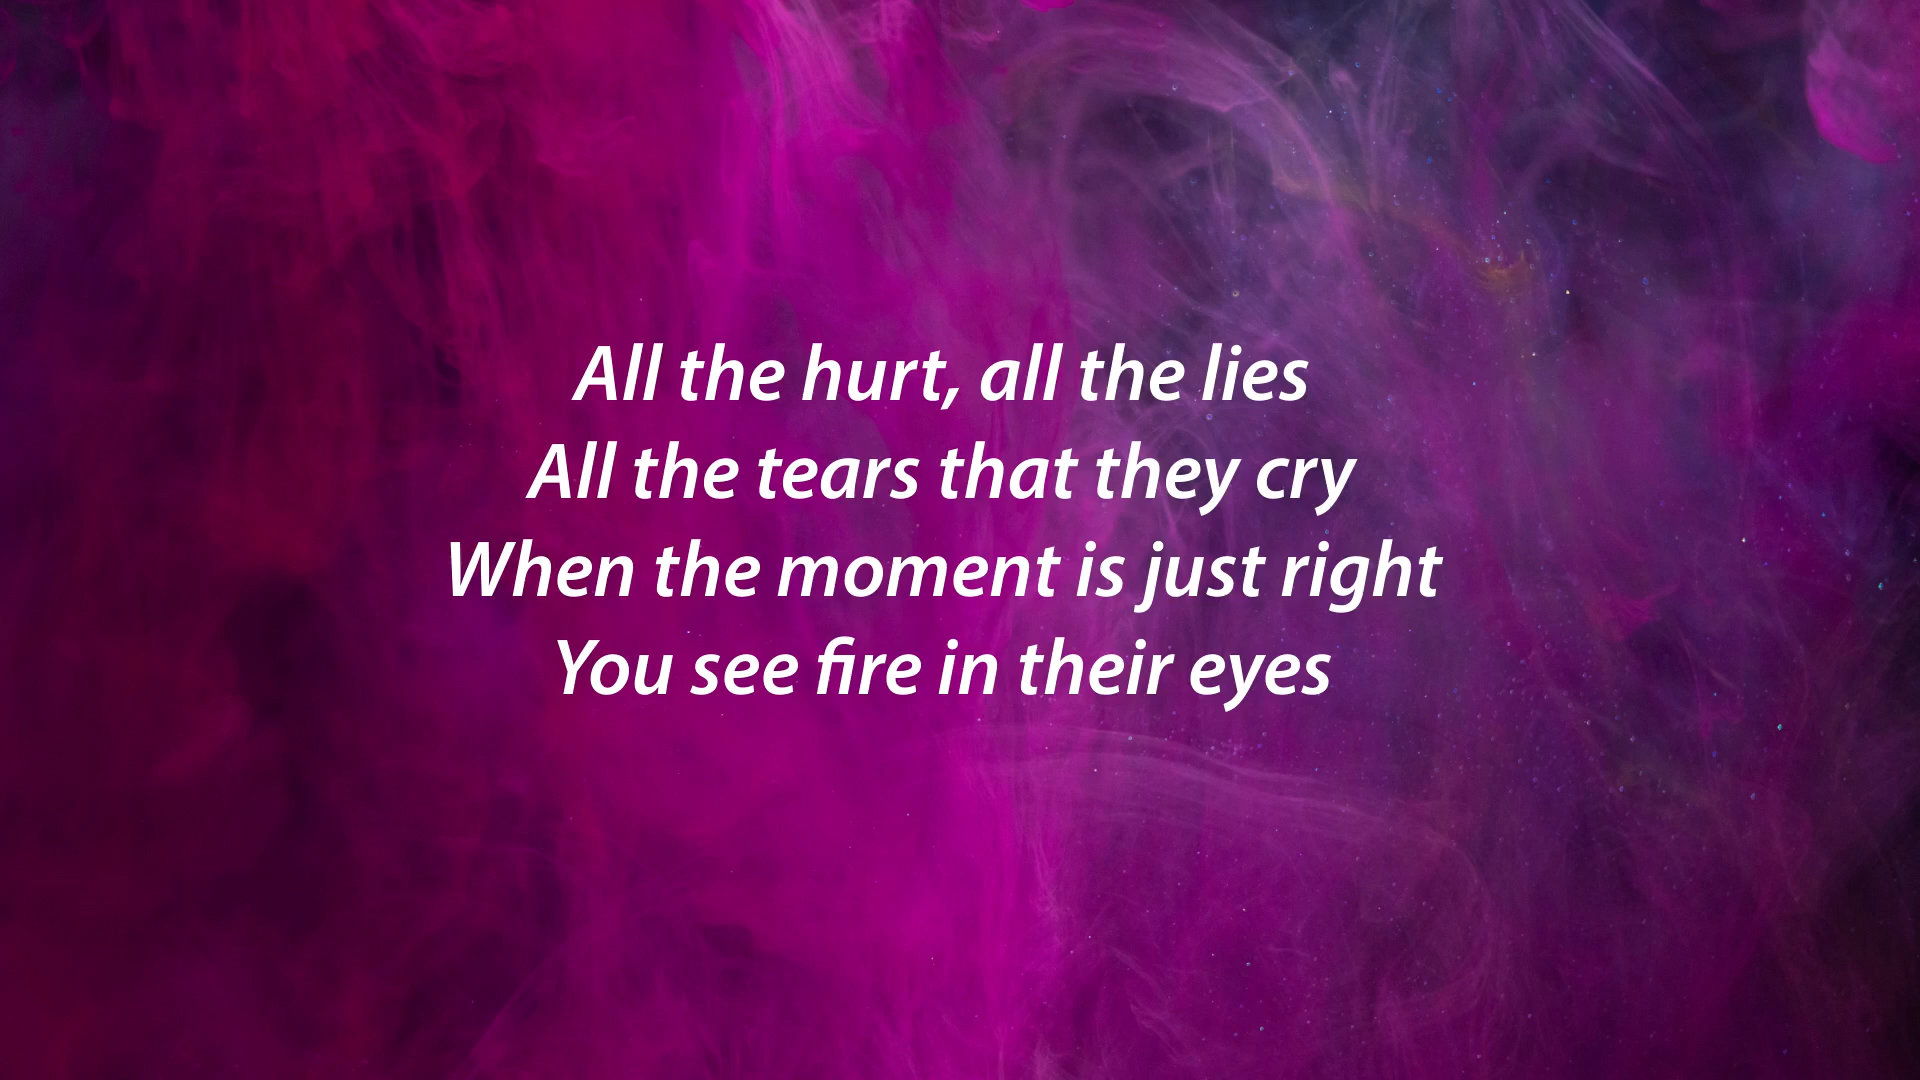 All the hurt, all the lies
All the tears that they cry
When the moment is just right
You see fire in their eyes